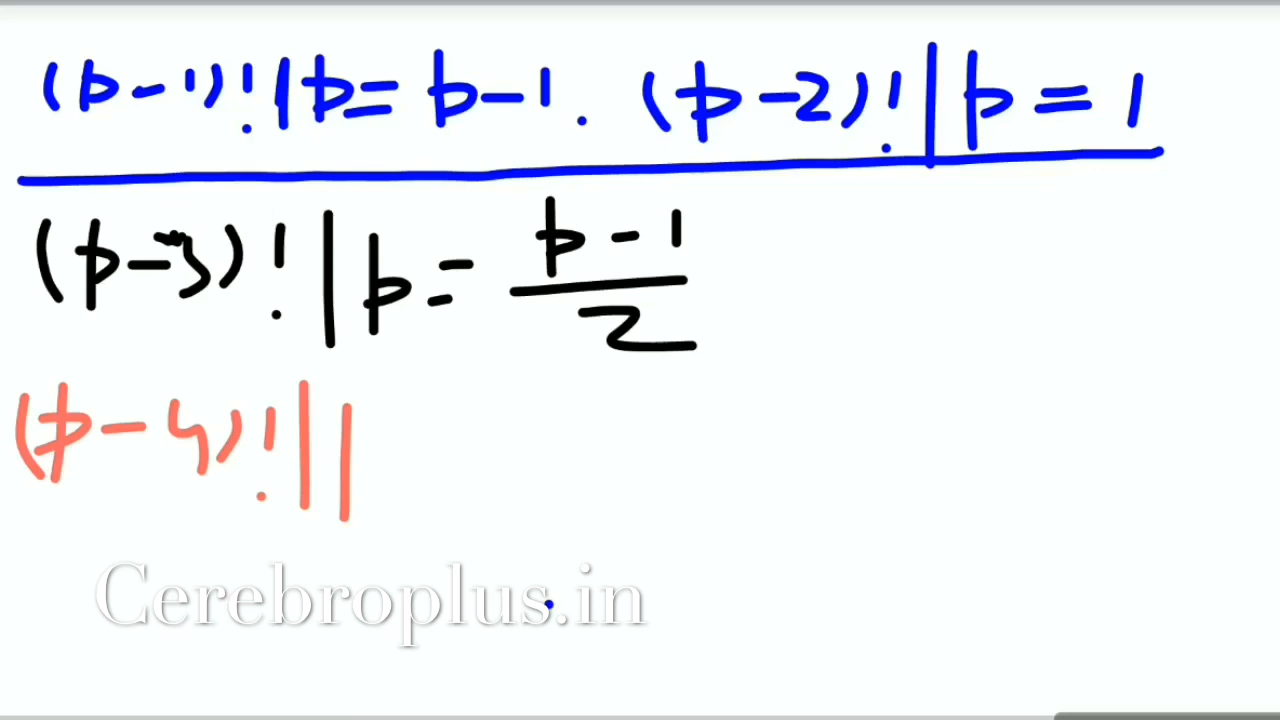 (p-1)!|p= p-1. (p-2)!|p=1
(p-3)!|p= p-1
2
(p-4)!||
Cerebroplus.in